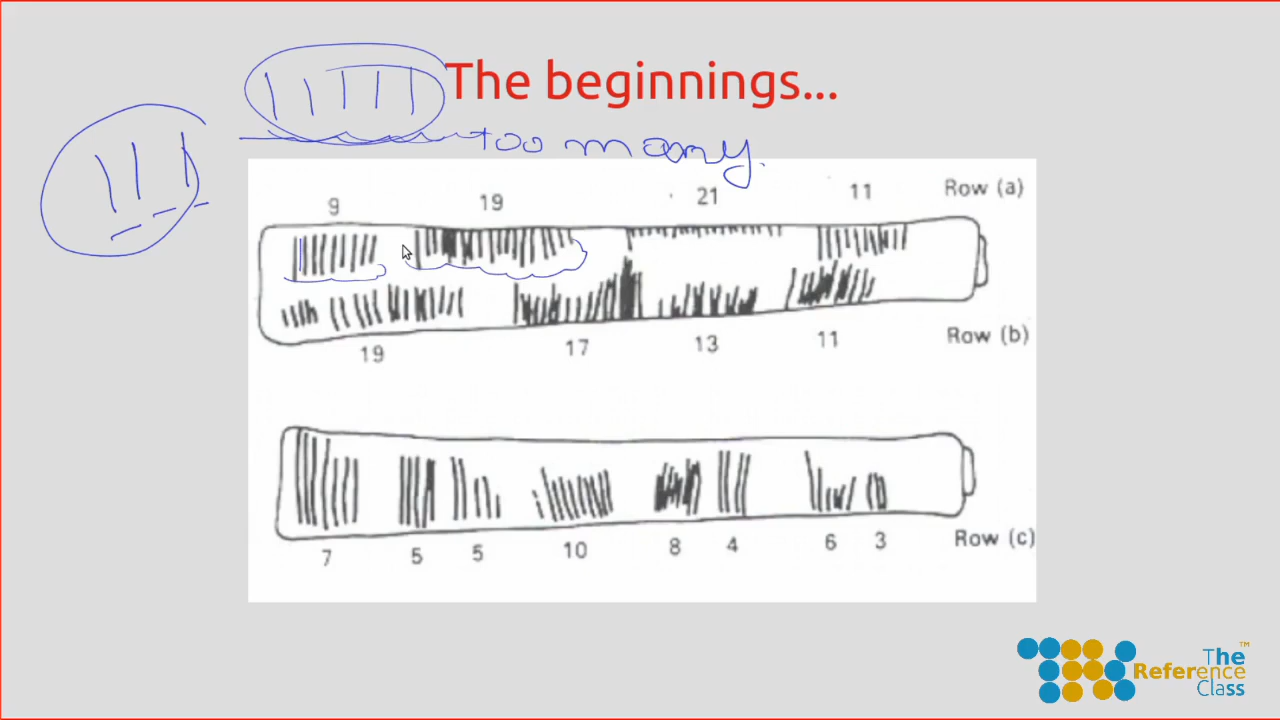 The beginnings...
too many.
9 19 21 11 Row (a)
Row (b)
19 17 13 11
7 5 5 10 8 4 6 3 Row (c)
The
Reference
Class
TM